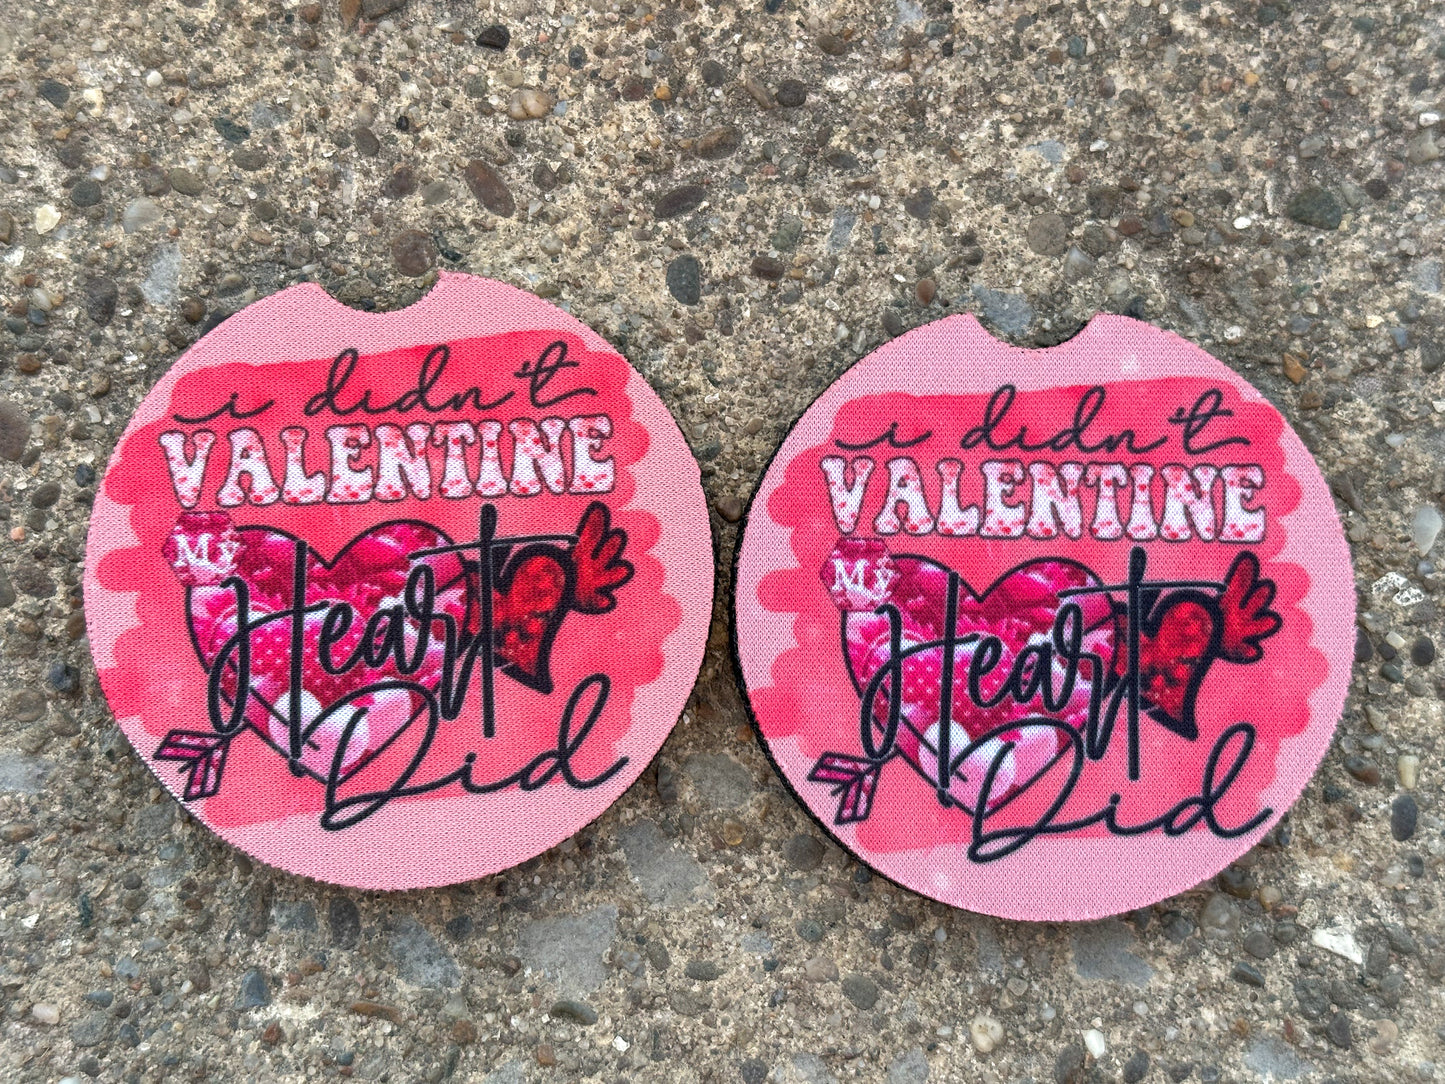 i didn't
VALENTINE
My
Heart
Did
i didn't
VALENTINE
My
Heart
Did